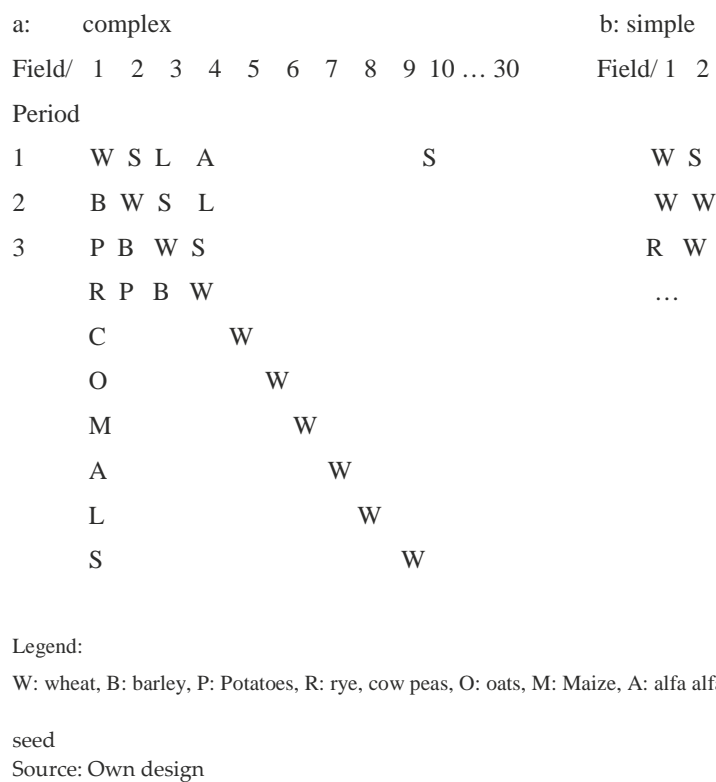 a: complex b: simple
Field/ 1 2 3 4 5 6 7 8 9 10 … 30 Field/ 1 2
Period
1 W S L A S W S
2 B W S L W W
3 P B W S R W
R P B W …
C W
O W
M W
A W
L W
S W
Legend:
W: wheat, B: barley, P: Potatoes, R: rye, cow peas, O: oats, M: Maize, A: alfa
seed
Source: Own design